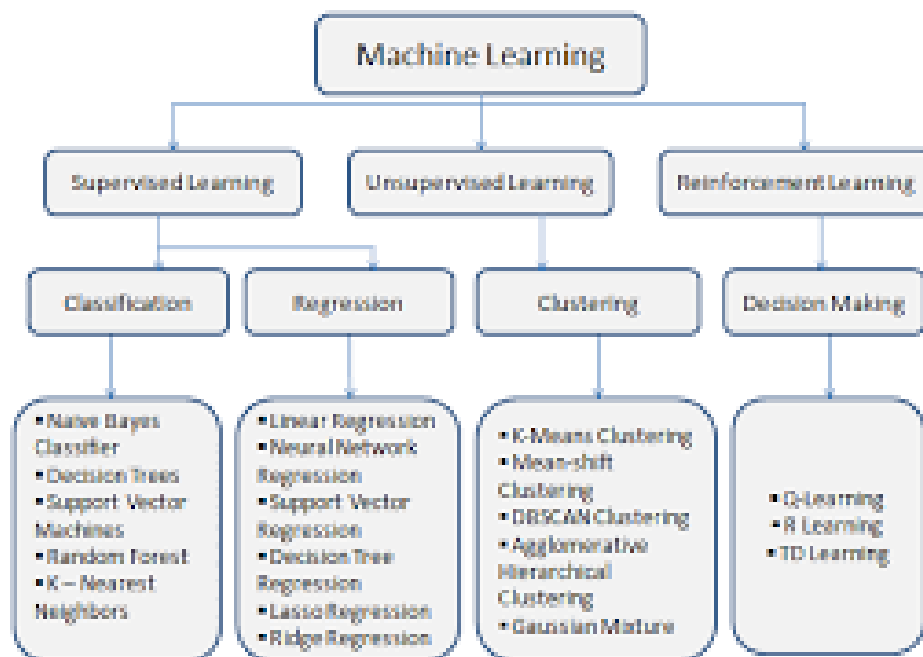 Machine Learning
Supervised Learning
Unsupervised Learning
Reinforcement Learning
Classification
Regression
Clustering
Decision Making
▪ Naive Bayes
Classifier
▪ Decision Trees
▪ Support Vector
Machines
▪ Random Forest
▪ K – Nearest
Neighbors
▪ Linear Regression
▪ Neural Network
Regression
▪ Support Vector
Regression
▪ Decision Tree
Regression
▪ Lasso Regression
▪ Ridge Regression
▪ K-Means Clustering
▪ Mean-shift
Clustering
▪ DBSCAN Clustering
▪ Agglomerative
Hierarchical
Clustering
▪ Gaussian Mixture
▪ Q-Learning
▪ R Learning
▪ TD Learning